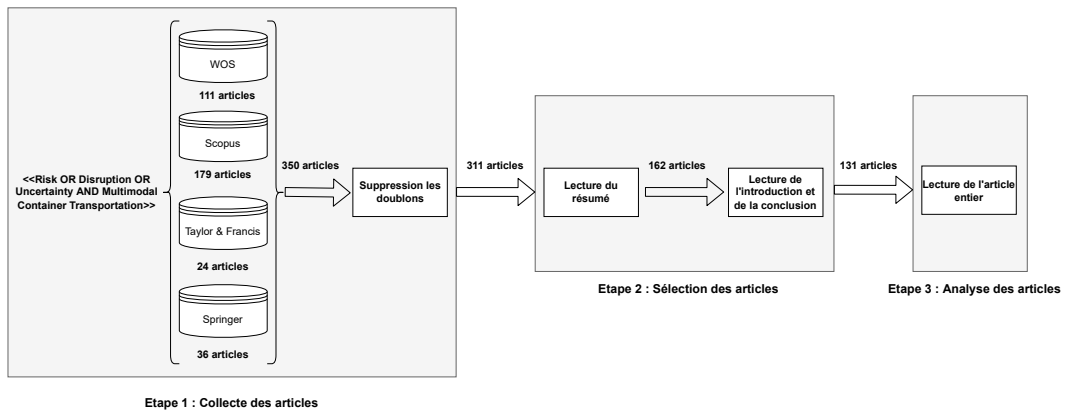 <<Risk OR Disruption OR
Uncertainty AND Multimodal
Container Transportation>>
WOS
111 articles
Scopus
179 articles
Taylor & Francis
24 articles
Springer
36 articles
350 articles
Suppression les
doublons
311 articles
Etape 1 : Collecte des articles
Lecture du
résumé
162 articles
Lecture de
l'introduction et
de la conclusion
Etape 2 : Sélection des articles
131 articles
Lecture de l'article
entier
Etape 3 : Analyse des articles